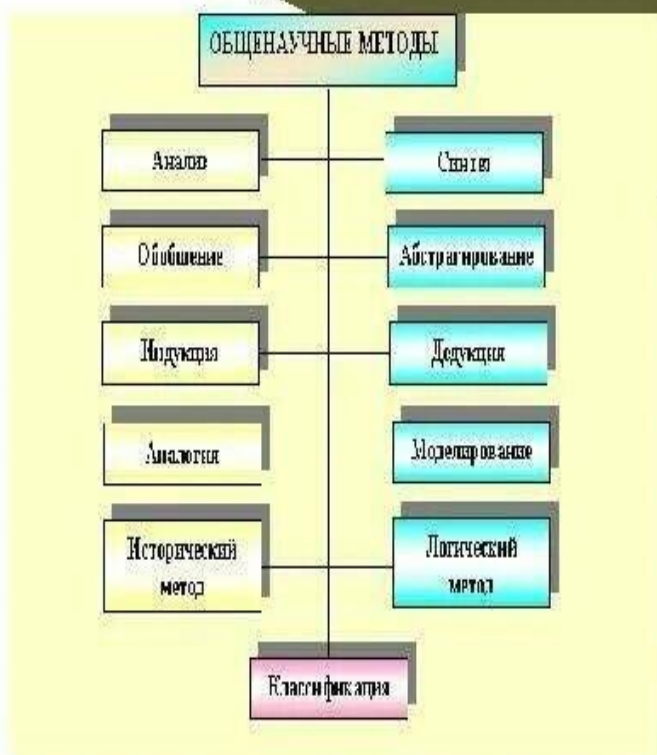 ОБЩЕНАУЧНЫЕ МЕТОДЫ
Анализ
Синтез
Обобщение
Абстрагирование
Индукция
Дедукция
Аналогия
Моделирование
Исторический
метод
Логический
метод
Классификация